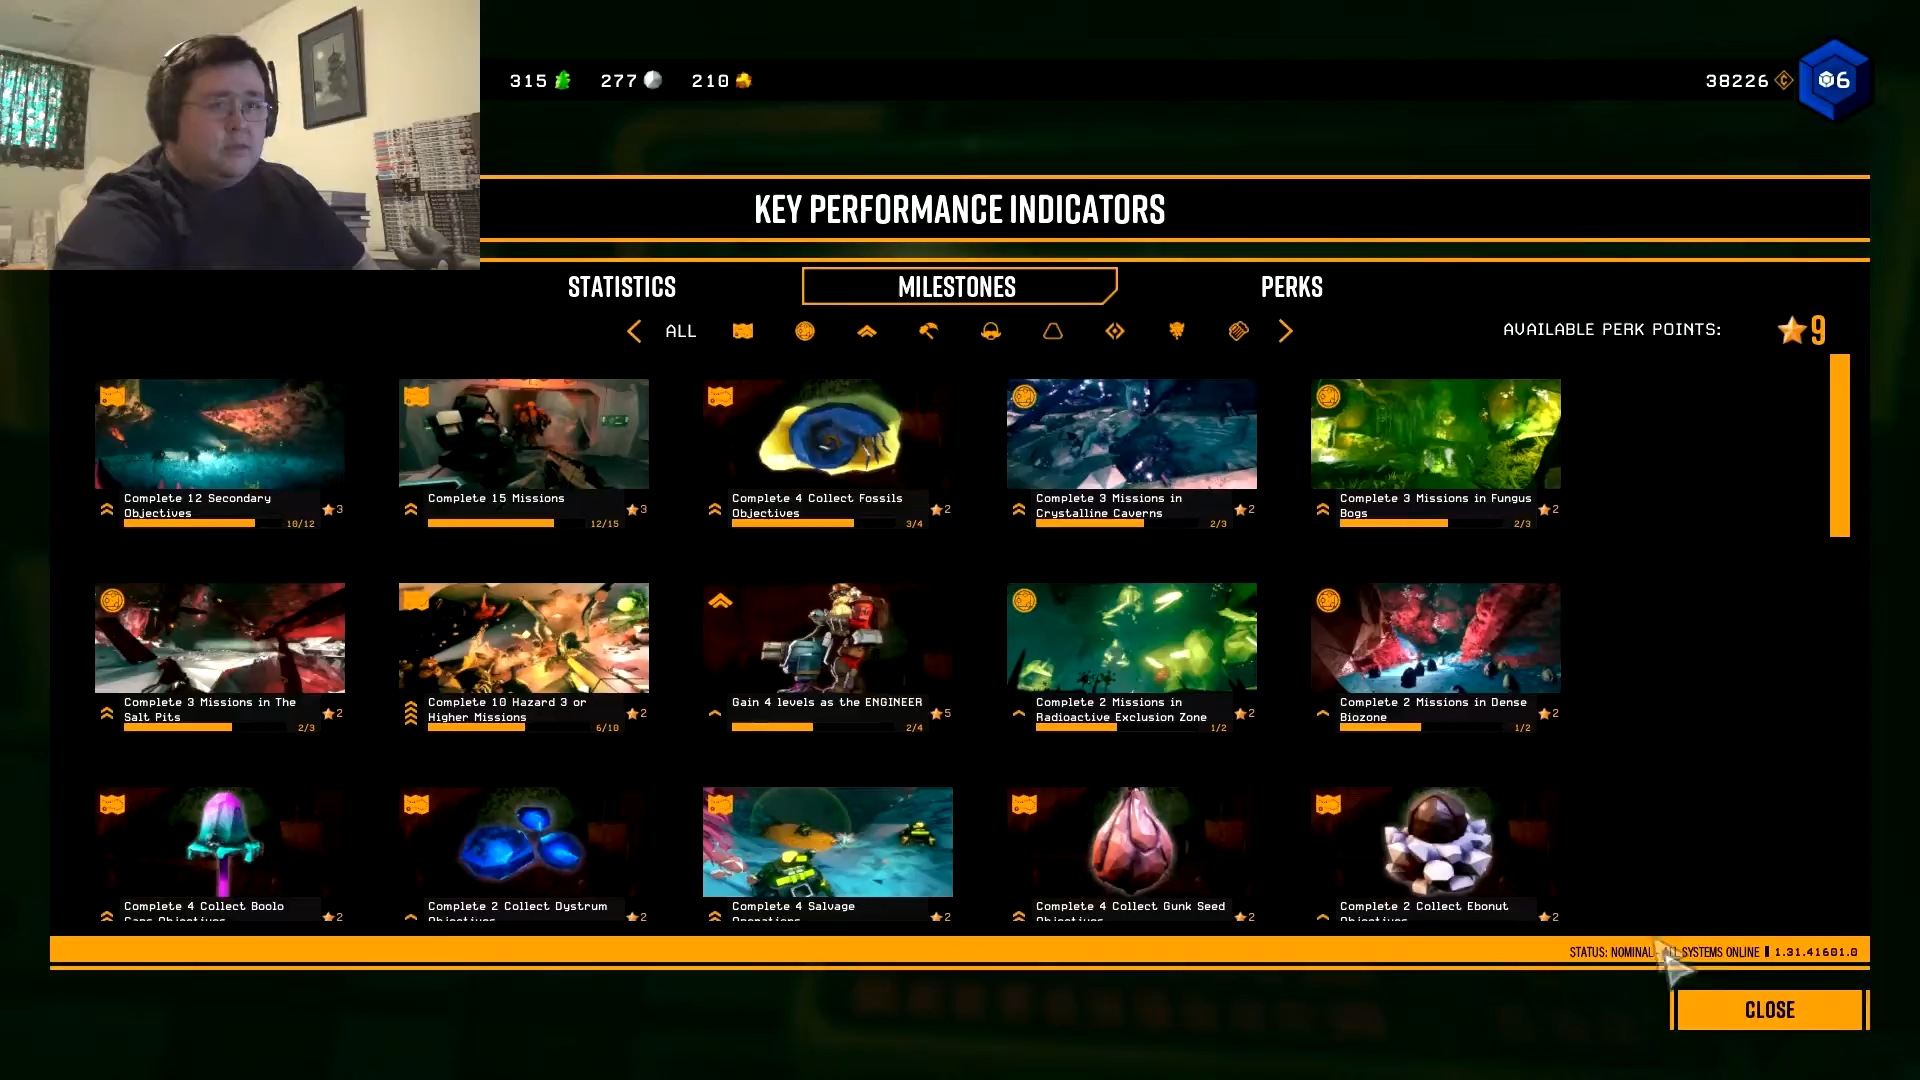 315 277 210 38226 6
KEY PERFORMANCE INDICATORS
STATISTICS MILESTONES PERKS
ALL AVAILABLE PERK POINTS: 9
Complete 12 Secondary
Objectives 3
10/12
Complete 15 Missions 3
12/15
Complete 4 Collect Fossils
Objectives 2
3/4
Complete 3 Missions in
Crystalline Caverns 2
2/3
Complete 3 Missions in Fungus
Bogs 2
2/3
Complete 3 Missions in The
Salt Pits 2
2/3
Complete 10 Hazard 3 or
Higher Missions 2
6/10
Gain 4 levels as the ENGINEER 5
2/4
Complete 2 Missions in
Radioactive Exclusion Zone 2
1/2
Complete 2 Missions in Dense
Biozone 2
1/2
Complete 4 Collect Boolo
Caps Objectives 2
Complete 2 Collect Dystrum
Objectives 2
Complete 4 Salvage
Operations 2
Complete 4 Collect Gunk Seed
Objectives 2
Complete 2 Collect Ebonut
Objectives 2
STATUS: NOMINAL - ALL SYSTEMS ONLINE 1.31.41601.0
CLOSE